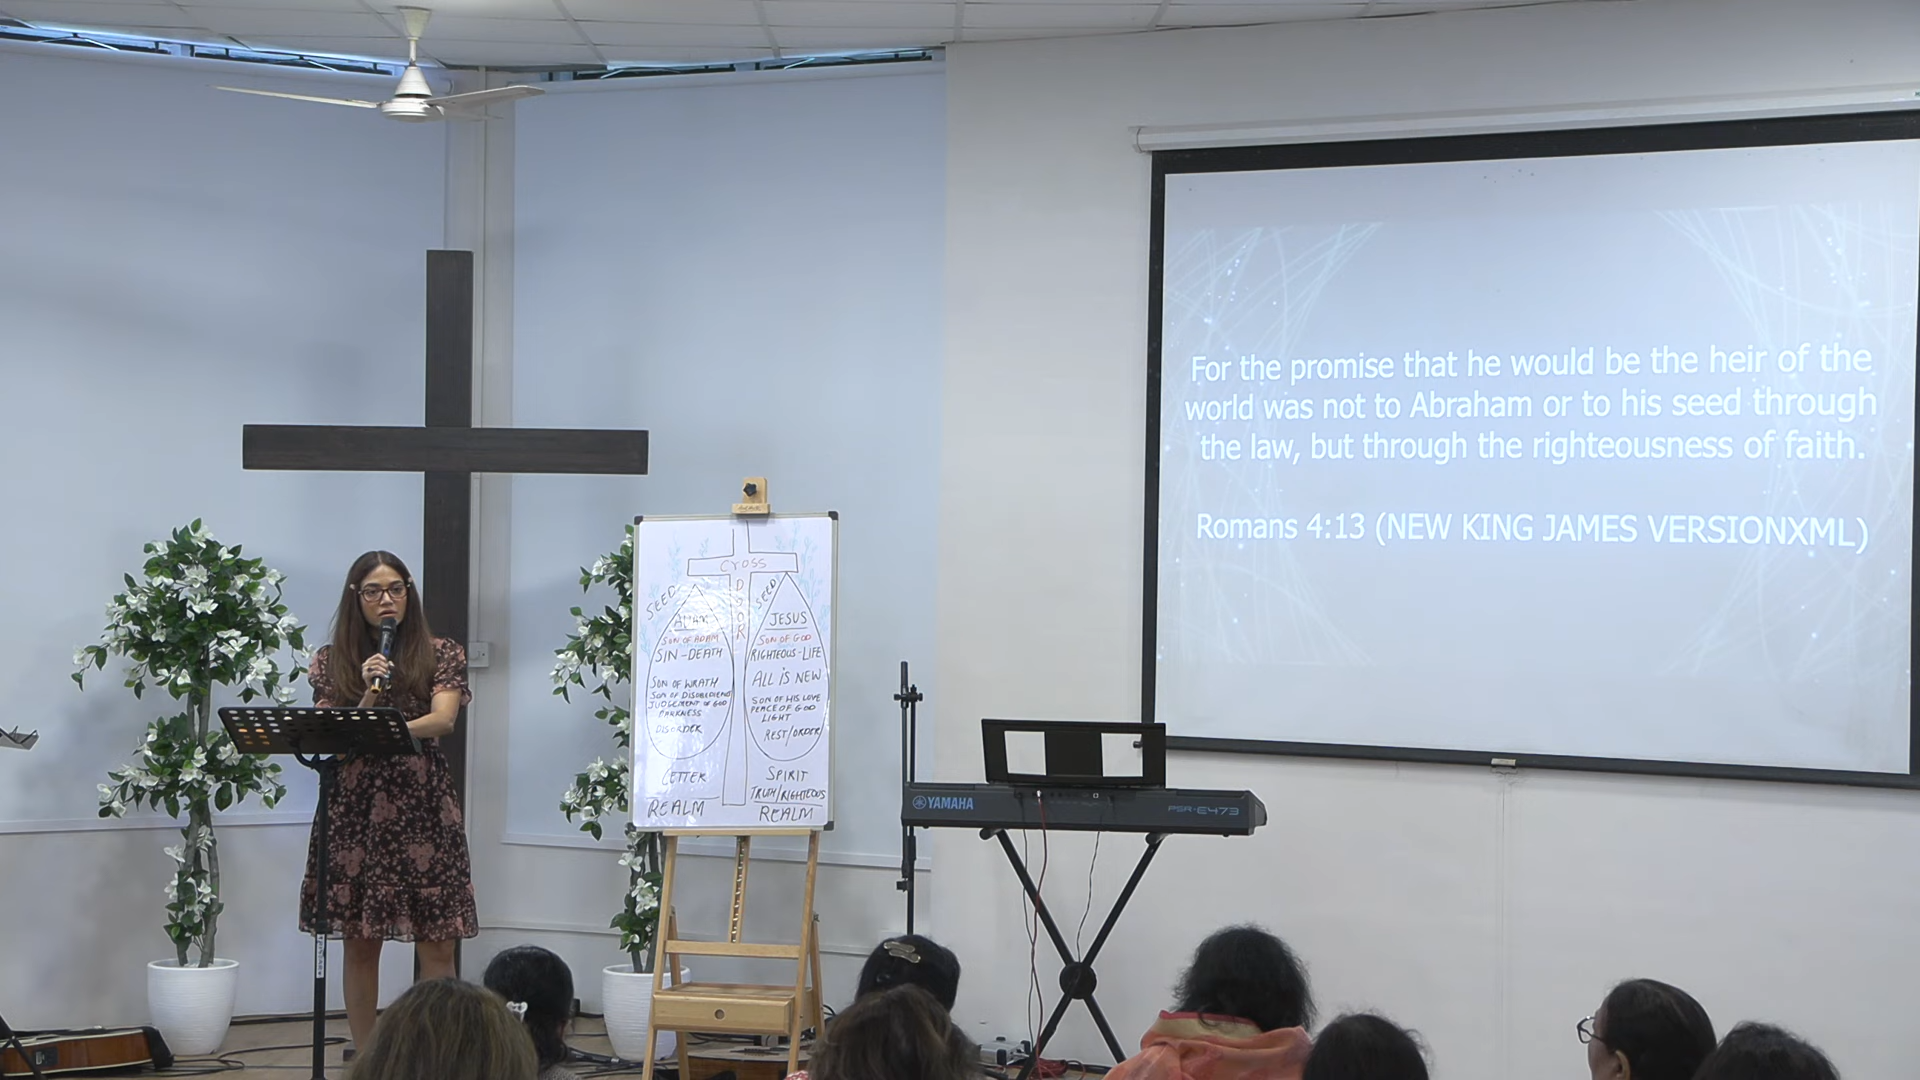 For the promise that he would be the heir of the
world was not to Abraham or to his seed through
the law, but through the righteousness of faith.
Romans 4:13 (NEW KING JAMES VERSIONXML)
CROSS
DOOR
SEED
ADAM
SON OF ADAM
SIN - DEATH
SON OF WRATH
SON OF DISOBEDIENCE
JUDGEMENT OF GOD
DARKNESS
DISORDER
LETTER
REALM
SEED
JESUS
SON OF GOD
RIGHTEOUS - LIFE
ALL IS NEW
SON OF HIS LOVE
PEACE OF GOD
LIGHT
REST/ORDER
SPIRIT
TRUTH/RIGHTEOUS
REALM
YAMAHA
PSR-E473